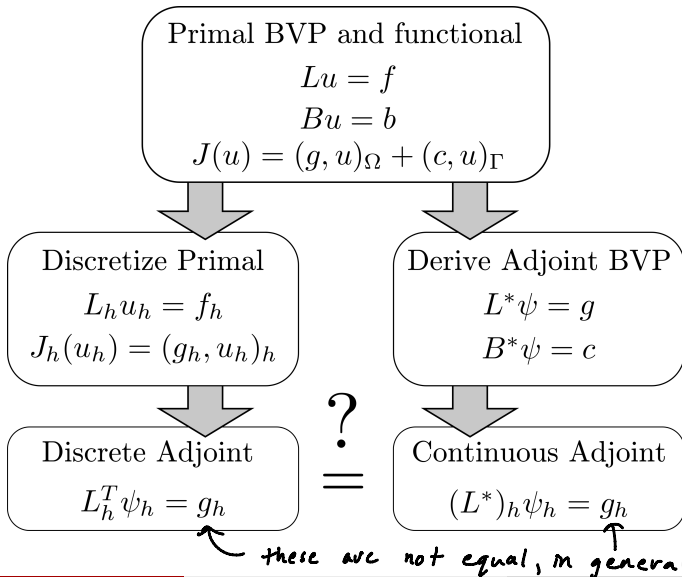 Primal BVP and functional
Lu = f
Bu = b
J(u) = (g, u)_Ω + (c, u)_Γ
Discretize Primal
L_h u_h = f_h
J_h(u_h) = (g_h, u_h)_h
Derive Adjoint BVP
L*ψ = g
B*ψ = c
Discrete Adjoint
L_h^T ψ_h = g_h
?
=
Continuous Adjoint
(L*)_h ψ_h = g_h
these are not equal, in genera